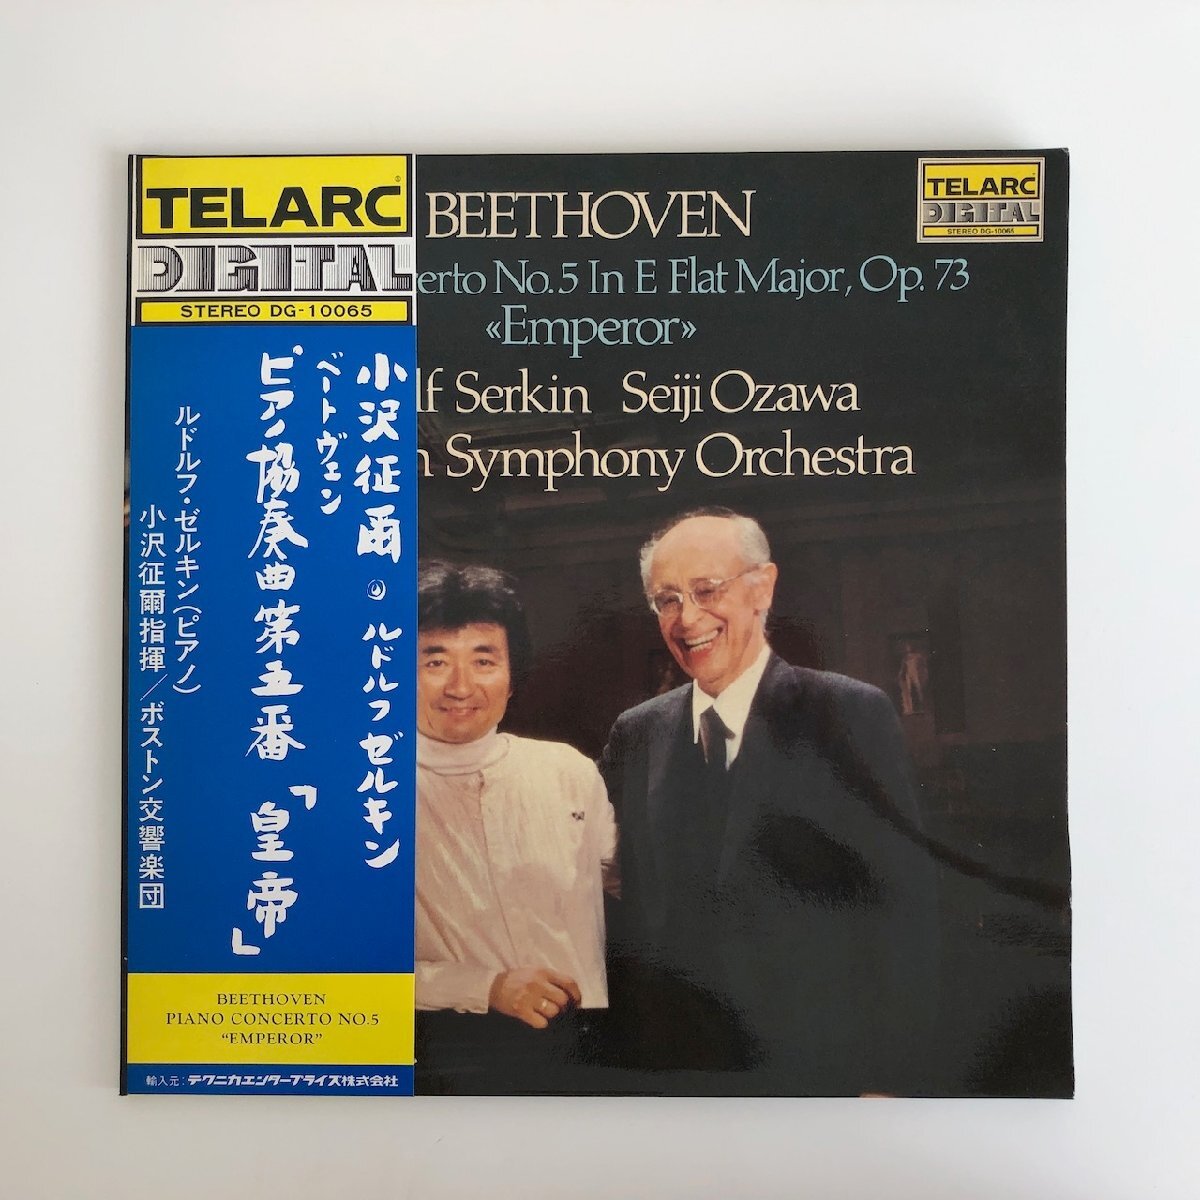 TELARC®
DIGITAL
STEREO DG-10065
小沢征爾 ルドルフ ゼルキン
ベートヴェン
ピアノ協奏曲第五番「皇帝」
ルドルフ・ゼルキン(ピアノ)
小沢征爾指揮/ボストン交響楽団
BEETHOVEN
PIANO CONCERTO NO.5
“EMPEROR”
輸入元:テクニカエンタープライズ株式会社
BEETHOVEN
erto No. 5 In E Flat Major, Op. 73
«Emperor»
lf Serkin Seiji Ozawa
n Symphony Orchestra
TELARC
DIGITAL
STEREO DG-10065